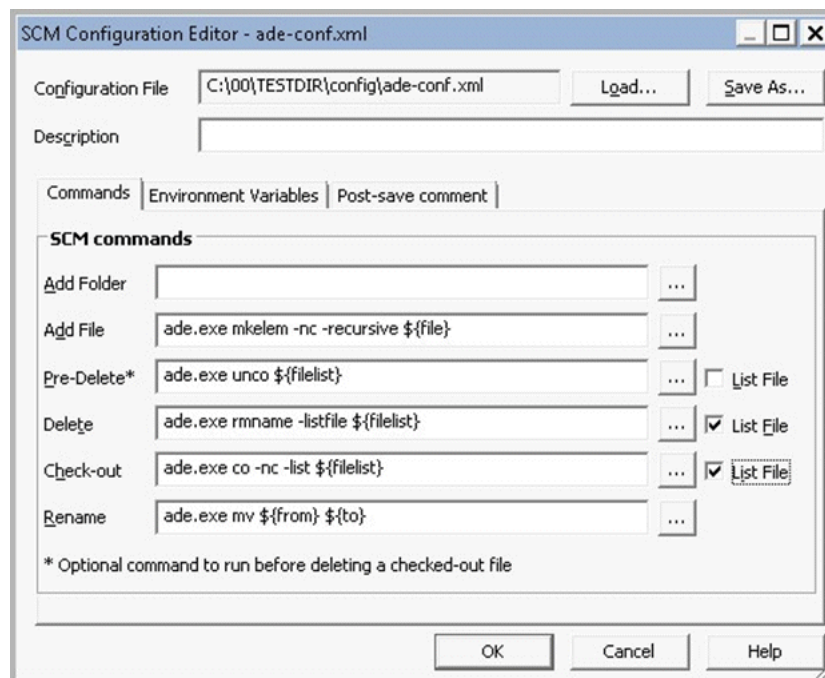 SCM Configuration Editor - ade-conf.xml
Configuration File C:\00\TESTDIR\config\ade-conf.xml Load... Save As...
Description
Commands Environment Variables Post-save comment
SCM commands
Add Folder ...
Add File ade.exe mkelem -nc -recursive ${file} ...
Pre-Delete* ade.exe unco ${filelist} ... List File
Delete ade.exe rmname -listfile ${filelist} ... List File
Check-out ade.exe co -nc -list ${filelist} ... List File
Rename ade.exe mv ${from} ${to} ...
* Optional command to run before deleting a checked-out file
OK Cancel Help